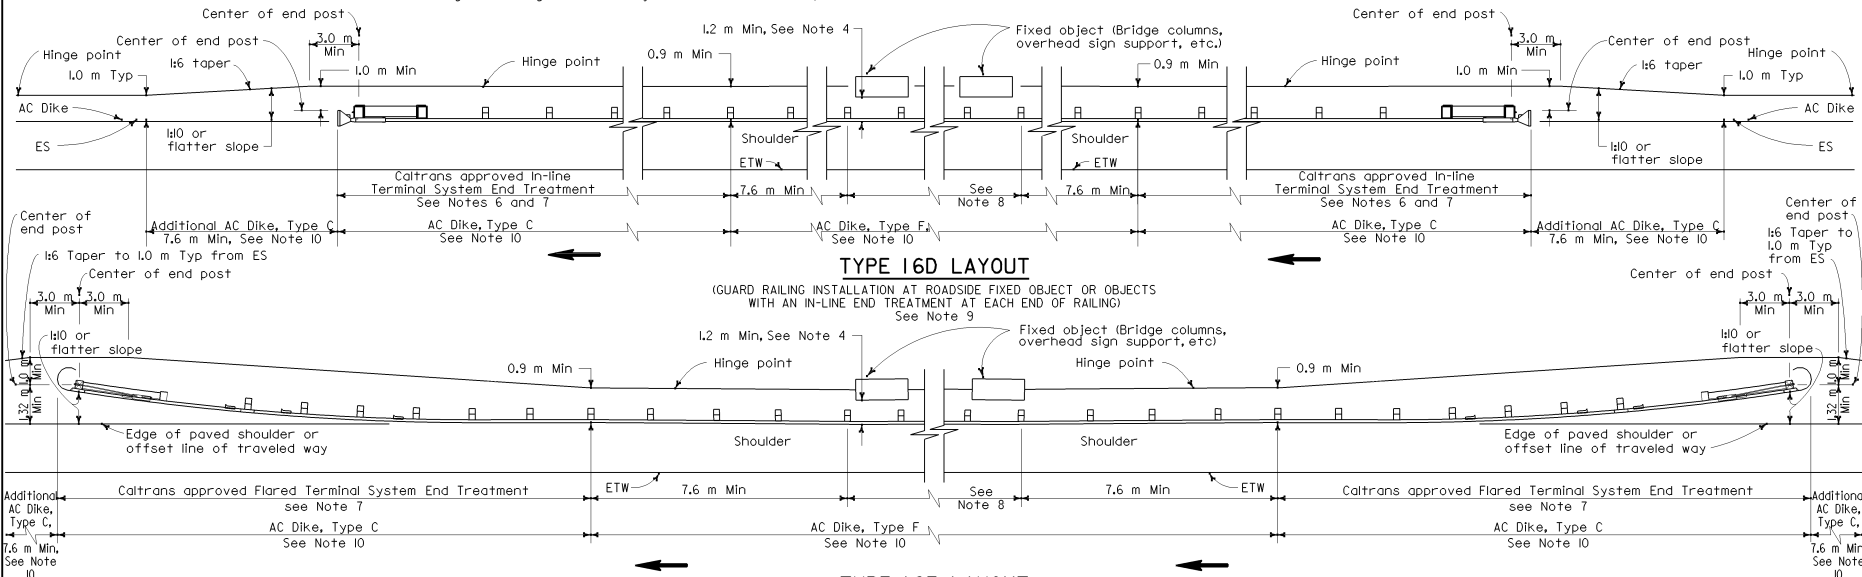 Center of end post
Center of end post
3.0 m
Min
Hinge point
Center of end post
1:6 taper
1.0 m Typ
1.0 m Min
Hinge point
0.9 m Min
1.2 m Min, See Note 4
Fixed object (Bridge columns,
overhead sign support, etc.)
0.9 m Min
Hinge point
1.0 m Min
3.0 m
Min
Center of end post
Hinge point
1:6 taper
1.0 m Typ
AC Dike
ES
1:10 or
flatter slope
Shoulder
ETW
Shoulder
ETW
AC Dike
ES
1:10 or
flatter slope
Caltrans approved In-line
Terminal System End Treatment
See Notes 6 and 7
7.6 m Min
See
Note 8
7.6 m Min
Caltrans approved In-line
Terminal System End Treatment
See Notes 6 and 7
Additional AC Dike, Type C
7.6 m Min, See Note 10
AC Dike, Type C
See Note 10
AC Dike, Type F,
See Note 10
AC Dike, Type C
See Note 10
Additional AC Dike, Type C
7.6 m Min, See Note 10
TYPE 16D LAYOUT
(GUARD RAILING INSTALLATION AT ROADSIDE FIXED OBJECT OR OBJECTS
WITH AN IN-LINE END TREATMENT AT EACH END OF RAILING)
See Note 9
Center of
end post
1:6 Taper to 1.0 m Typ from ES
Center of end post
3.0 m
Min
3.0 m
Min
1:10 or
flatter slope
1.0 m
Min
1.32 m
Min
0.9 m Min
Hinge point
1.2 m Min, See Note 4
Fixed object (Bridge columns,
overhead sign support, etc)
Hinge point
0.9 m Min
Center of end post
3.0 m
Min
3.0 m
Min
1:10 or
flatter slope
Center of
end post
1:6 Taper to
1.0 m Typ
from ES
1.0 m
Min
1.32 m
Min
Edge of paved shoulder or
offset line of traveled way
Shoulder
Shoulder
Edge of paved shoulder or
offset line of traveled way
ETW
ETW
Additional
AC Dike,
Type C,
7.6 m Min,
See Note
10
Caltrans approved Flared Terminal System End Treatment
see Note 7
7.6 m Min
See
Note 8
7.6 m Min
Caltrans approved Flared Terminal System End Treatment
see Note 7
AC Dike, Type C
See Note 10
AC Dike, Type F
See Note 10
AC Dike, Type C
See Note 10
Additional
AC Dike,
Type C,
7.6 m Min
See Note
10